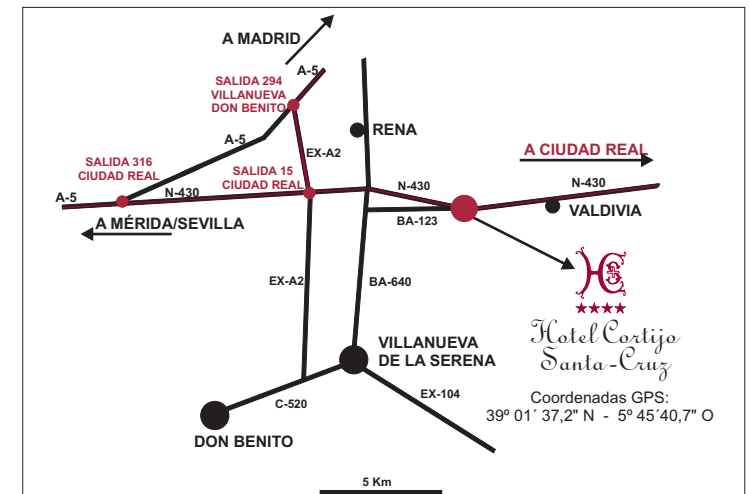 A MADRID
A-5
SALIDA 294
VILLANUEVA
DON BENITO
RENA
A-5
EX-A2
A CIUDAD REAL
SALIDA 316
CIUDAD REAL
SALIDA 15
CIUDAD REAL
A-5
N-430
N-430
N-430
VALDIVIA
A MÉRIDA/SEVILLA
BA-123
EX-A2
BA-640
HC
Hotel Cortijo
Santa-Cruz
VILLANUEVA
DE LA SERENA
EX-104
Coordenadas GPS:
39º 01´ 37,2" N - 5º 45´40,7" O
C-520
DON BENITO
5 Km